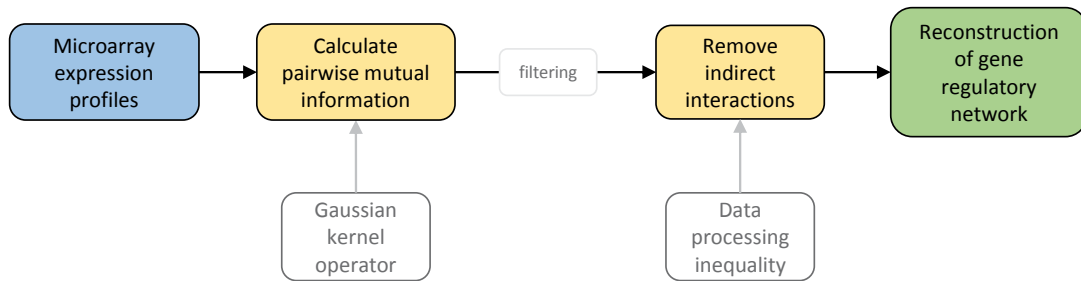 Microarray
expression
profiles
Calculate
pairwise mutual
information
filtering
Remove
indirect
interactions
Reconstruction
of gene
regulatory
network
Gaussian
kernel
operator
Data
processing
inequality